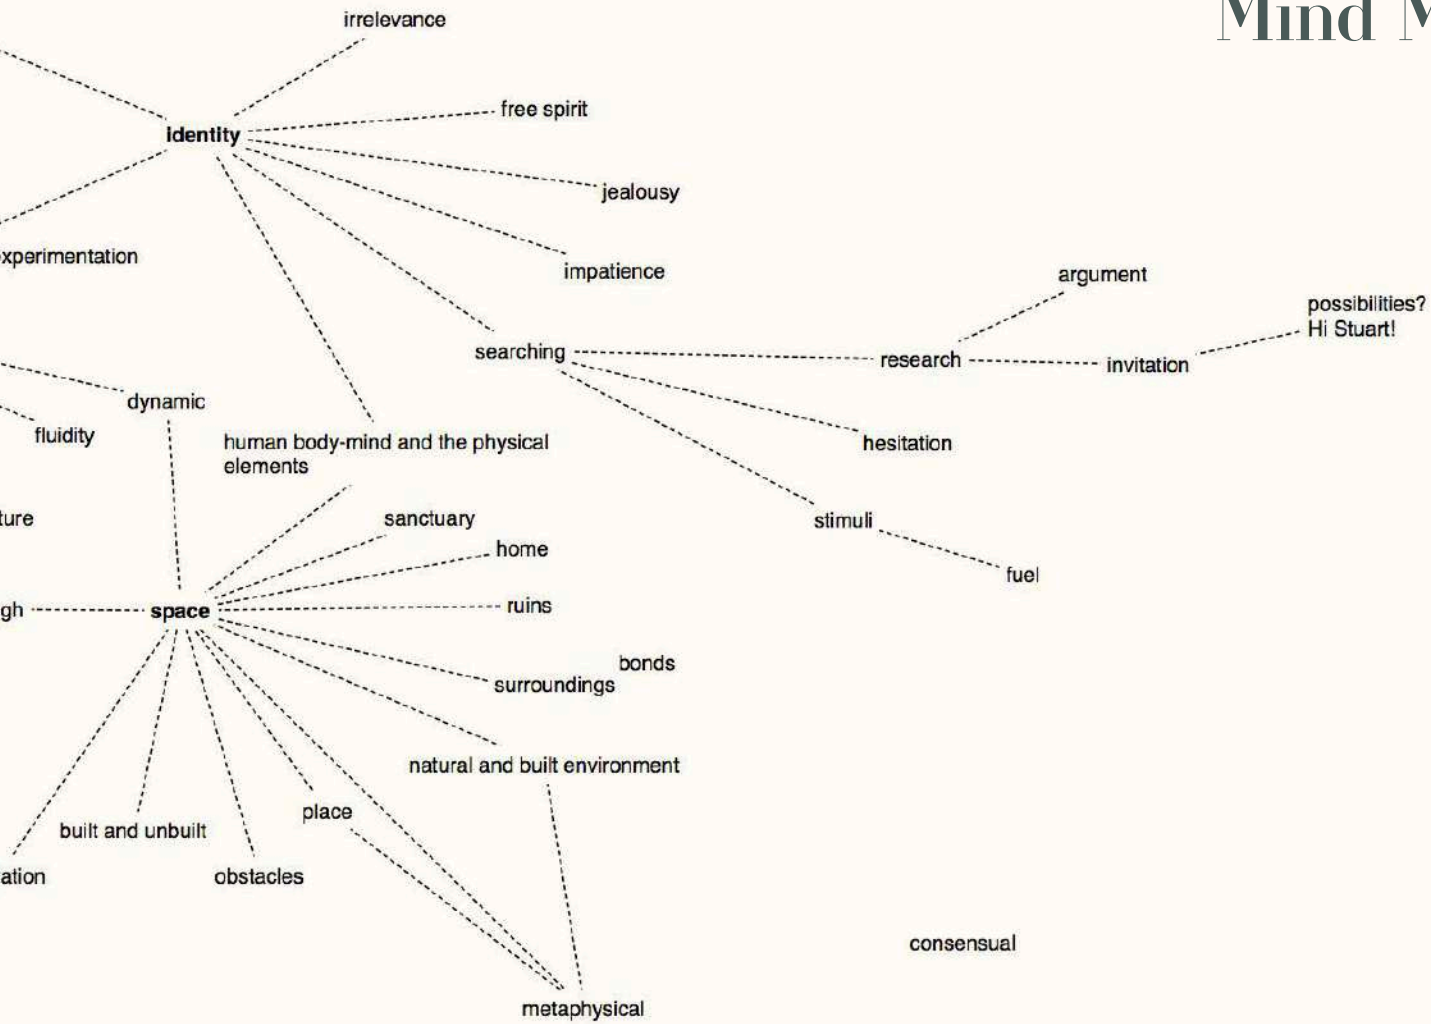 Mind M
irrelevance
free spirit
identity
jealousy
xperimentation
impatience
argument
possibilities?
Hi Stuart!
searching
research
invitation
dynamic
fluidity
human body-mind and the physical
elements
hesitation
ture
sanctuary
stimuli
home
fuel
gh
space
ruins
bonds
surroundings
natural and built environment
place
built and unbuilt
ation
obstacles
consensual
metaphysical